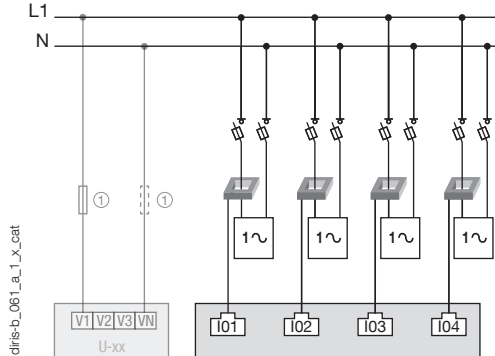 L1
N
① ①
1∿ 1∿ 1∿ 1∿
V1 V2 V3 VN I01 I02 I03 I04
U-xx
diris-b_061_a_1_x_cat